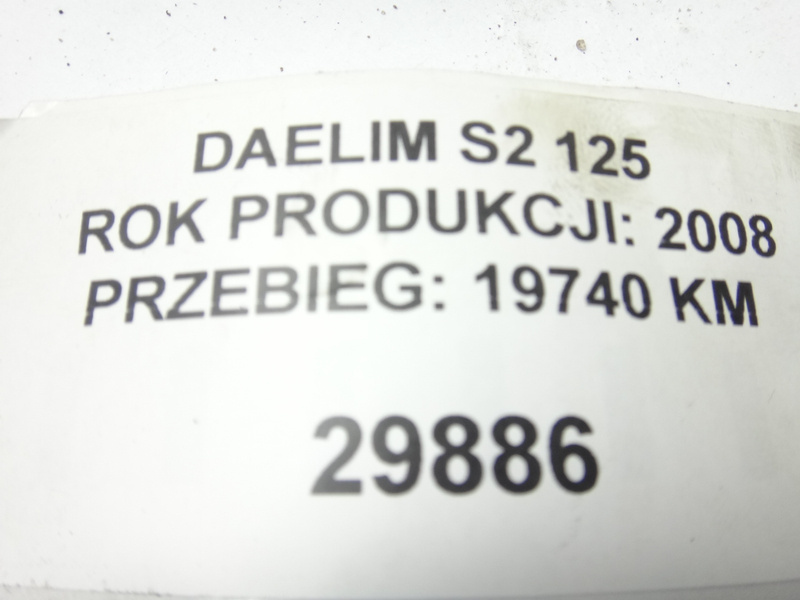 DAELIM S2 125
ROK PRODUKCJI: 2008
PRZEBIEG: 19740 KM
29886